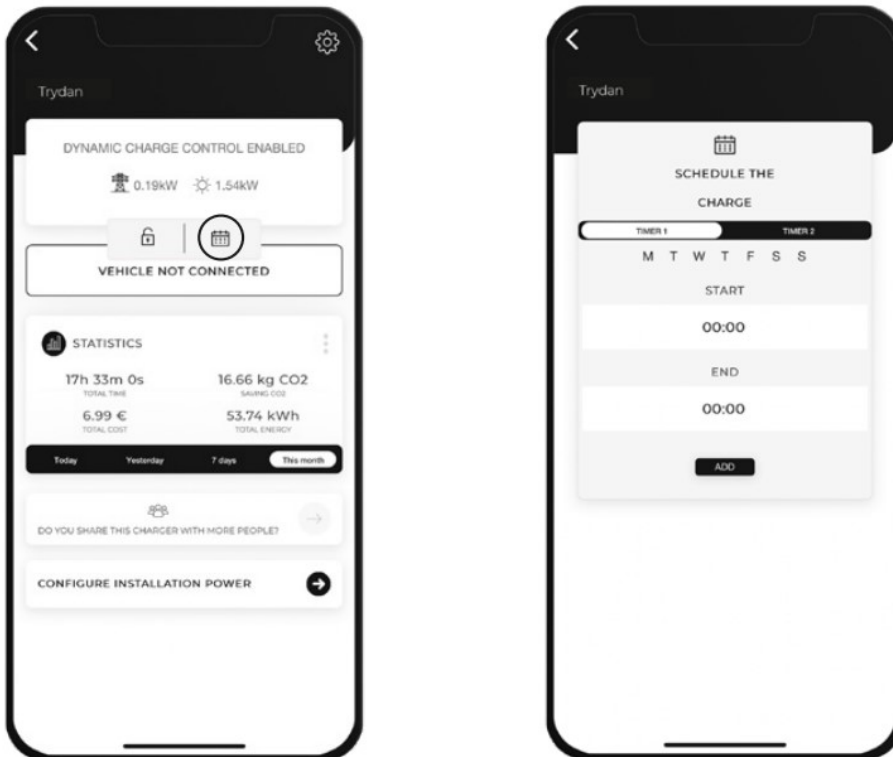 Trydan
DYNAMIC CHARGE CONTROL ENABLED
0.19kW 1.54kW
VEHICLE NOT CONNECTED
STATISTICS
17h 33m 0s 16.66 kg CO2
TOTAL TIME SAVING CO2
6.99 € 53.74 kWh
TOTAL COST TOTAL ENERGY
Today Yesterday 7 days This month
DO YOU SHARE THIS CHARGER WITH MORE PEOPLE?
CONFIGURE INSTALLATION POWER
Trydan
SCHEDULE THE
CHARGE
TIMER 1 TIMER 2
M T W T F S S
START
00:00
END
00:00
ADD